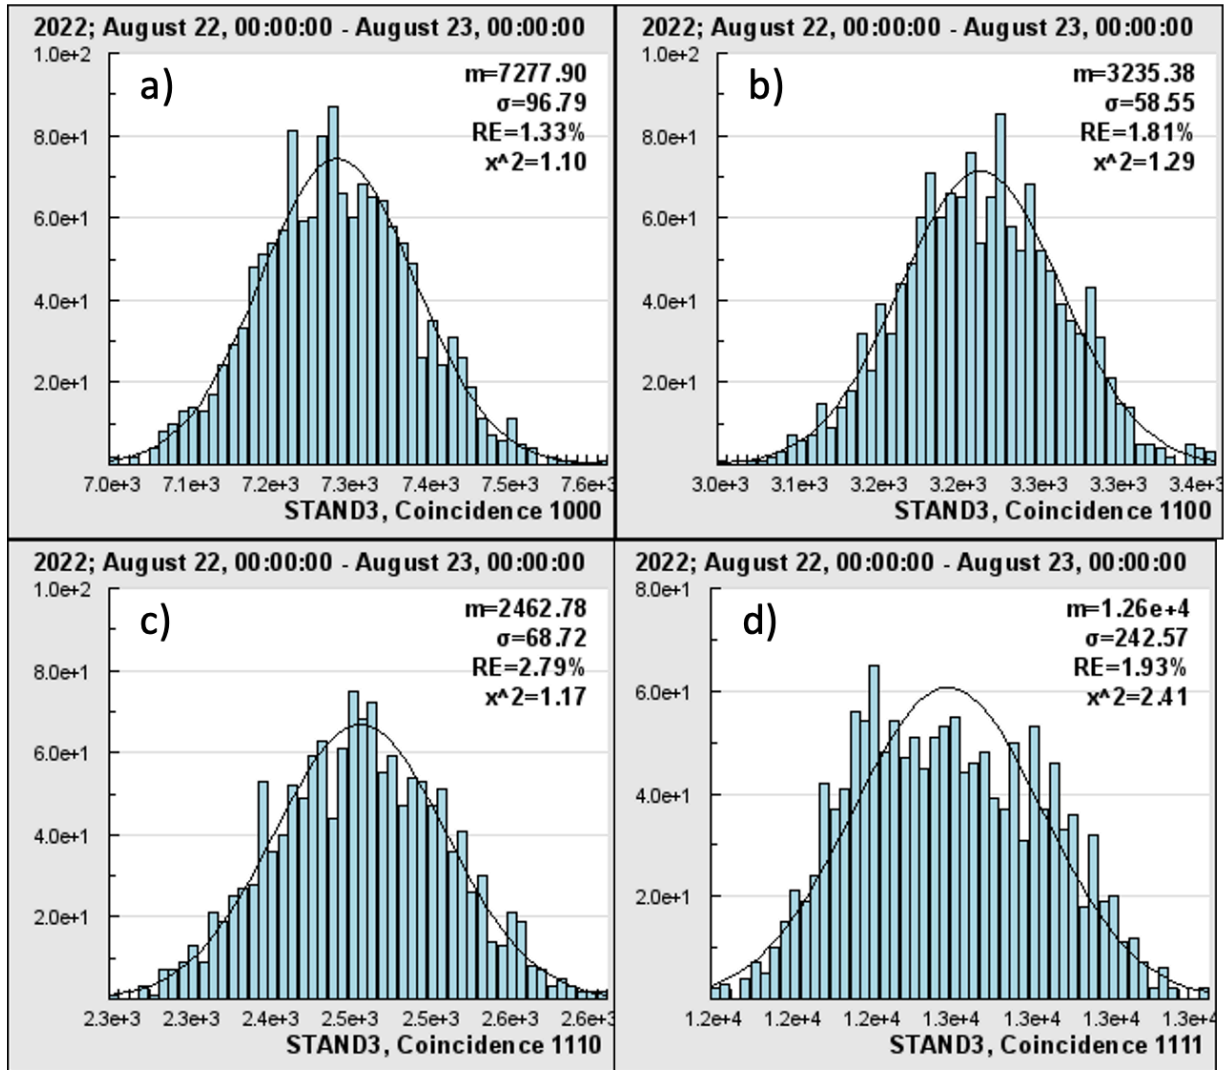 2022; August 22, 00:00:00 - August 23, 00:00:00
a)
m=7277.90
σ=96.79
RE=1.33%
x^2=1.10
1.0e+2
8.0e+1
6.0e+1
4.0e+1
2.0e+1
7.0e+3 7.1e+3 7.2e+3 7.3e+3 7.4e+3 7.5e+3 7.6e+3
STAND3, Coincidence 1000
2022; August 22, 00:00:00 - August 23, 00:00:00
b)
m=3235.38
σ=58.55
RE=1.81%
x^2=1.29
1.0e+2
8.0e+1
6.0e+1
4.0e+1
2.0e+1
3.0e+3 3.1e+3 3.2e+3 3.2e+3 3.3e+3 3.3e+3 3.4e+3
STAND3, Coincidence 1100
2022; August 22, 00:00:00 - August 23, 00:00:00
c)
m=2462.78
σ=68.72
RE=2.79%
x^2=1.17
1.0e+2
8.0e+1
6.0e+1
4.0e+1
2.0e+1
2.3e+3 2.3e+3 2.4e+3 2.5e+3 2.5e+3 2.6e+3 2.6e+3
STAND3, Coincidence 1110
2022; August 22, 00:00:00 - August 23, 00:00:00
d)
m=1.26e+4
σ=242.57
RE=1.93%
x^2=2.41
8.0e+1
6.0e+1
4.0e+1
2.0e+1
1.2e+4 1.2e+4 1.2e+4 1.3e+4 1.3e+4 1.3e+4 1.3e+4
STAND3, Coincidence 1111